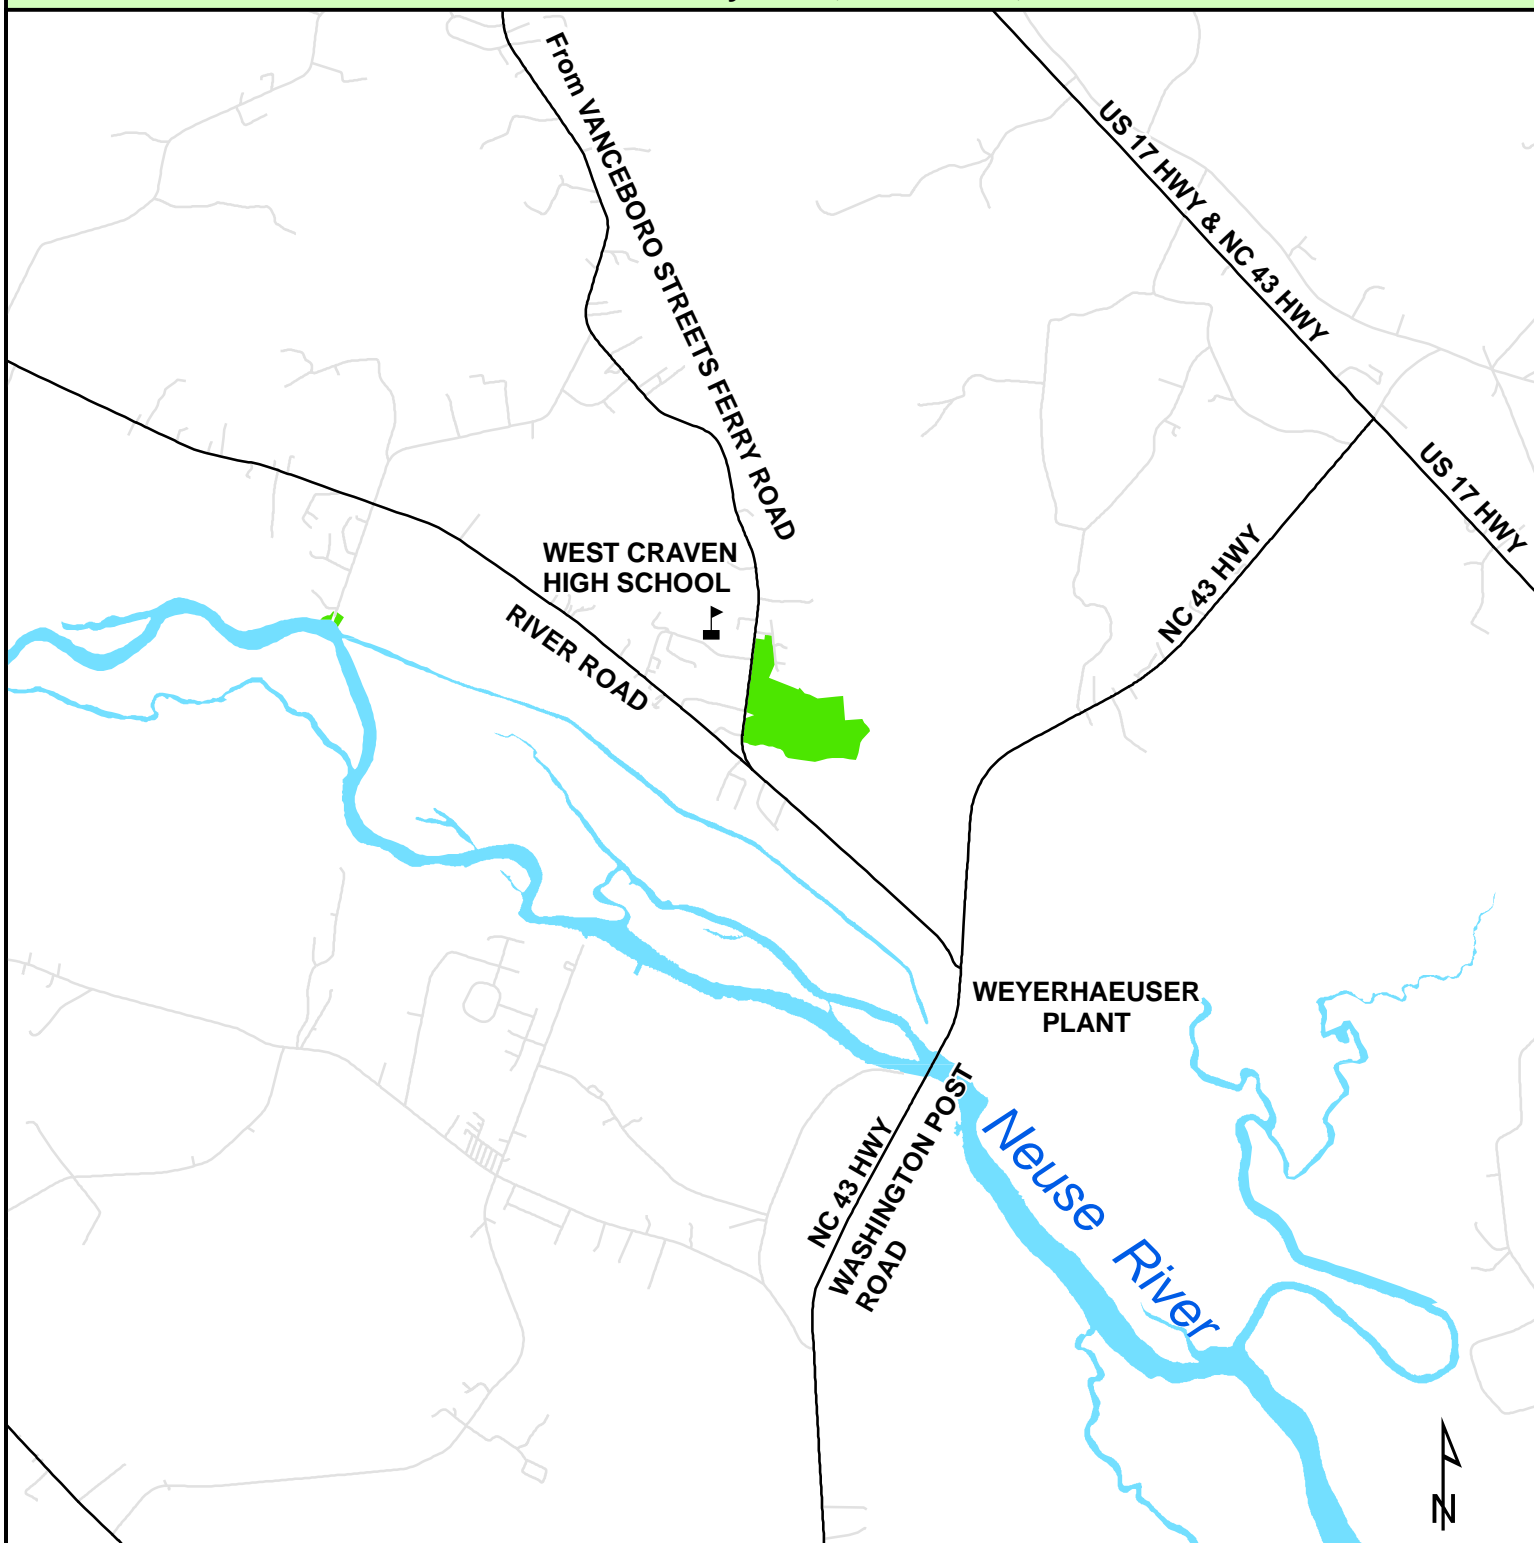 From VANCEBORO STREETS FERRY ROAD
US 17 HWY & NC 43 HWY
US 17 HWY
NC 43 HWY
WEST CRAVEN
HIGH SCHOOL
RIVER ROAD
WEYERHAEUSER
PLANT
NC 43 HWY
WASHINGTON POST
ROAD
Neuse River
N